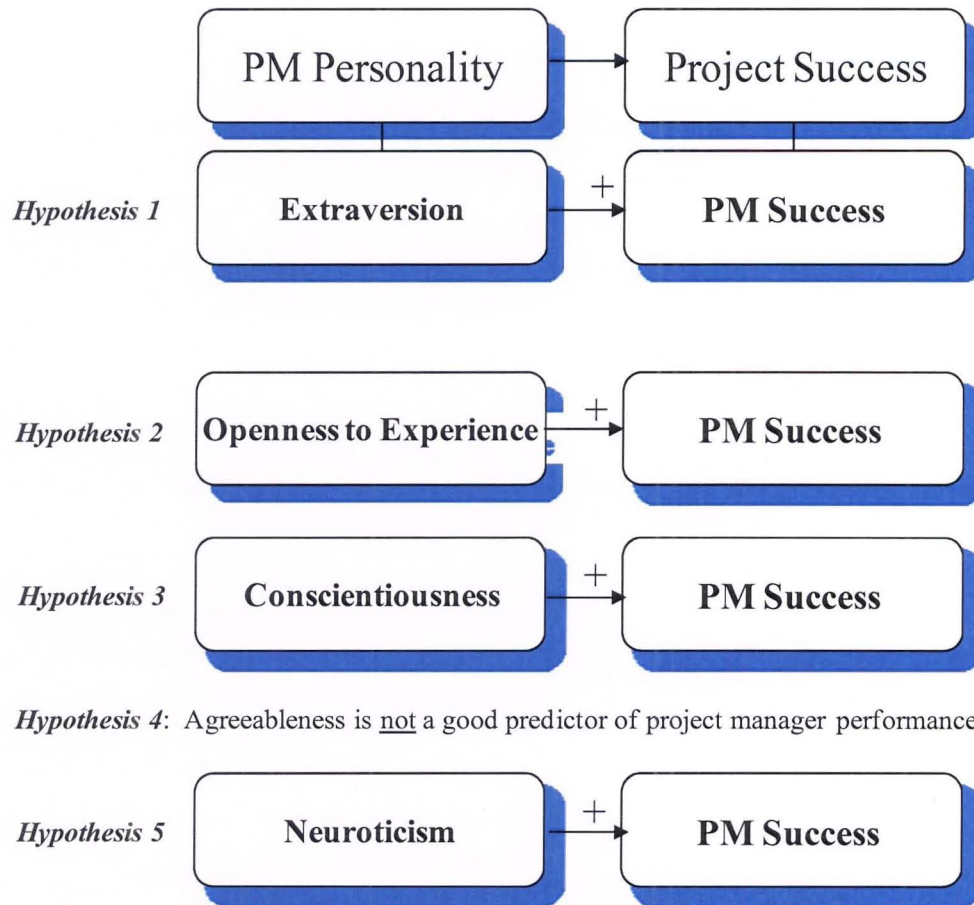 PM Personality
Project Success
Hypothesis 1
Extraversion
+
PM Success
Hypothesis 2
Openness to Experience
+
PM Success
Hypothesis 3
Conscientiousness
+
PM Success
Hypothesis 4: Agreeableness is not a good predictor of project manager performance
Hypothesis 5
Neuroticism
+
PM Success